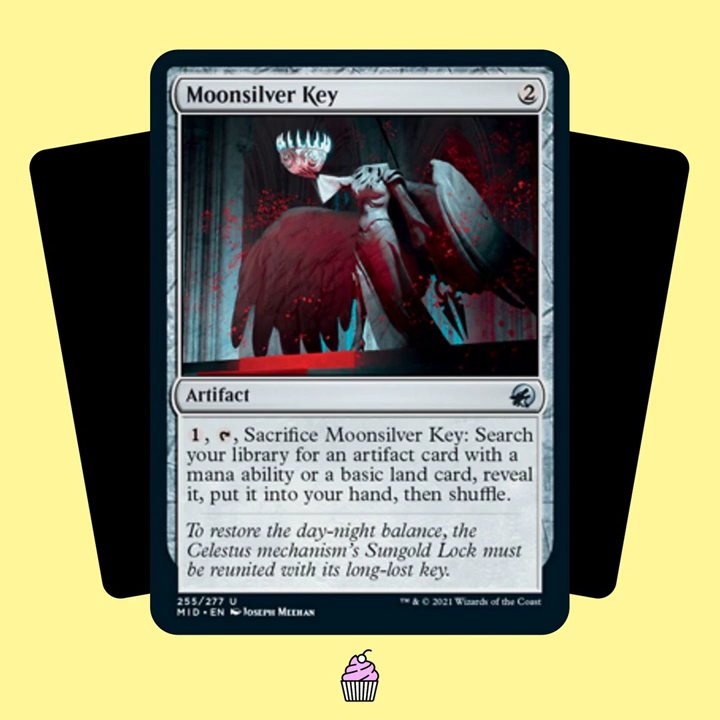 Moonsilver Key 2
Artifact
1, , Sacrifice Moonsilver Key: Search
your library for an artifact card with a
mana ability or a basic land card, reveal
it, put it into your hand, then shuffle.
To restore the day-night balance, the
Celestus mechanism's Sungold Lock must
be reunited with its long-lost key.
255/277 U
MID • EN Joseph Meehan
™ & © 2021 Wizards of the Coast